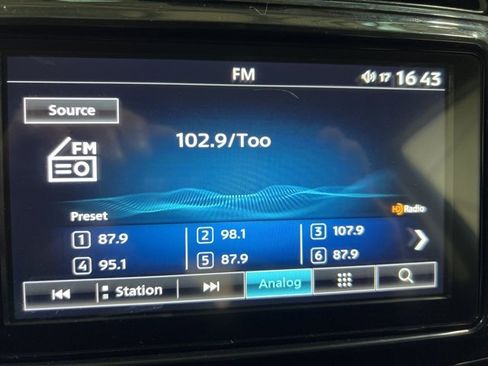 FM
17 16 43
Source
FM
102.9/Too
HD Radio
Preset
1 87.9 2 98.1 3 107.9
4 95.1 5 87.9 6 87.9
Station Analog